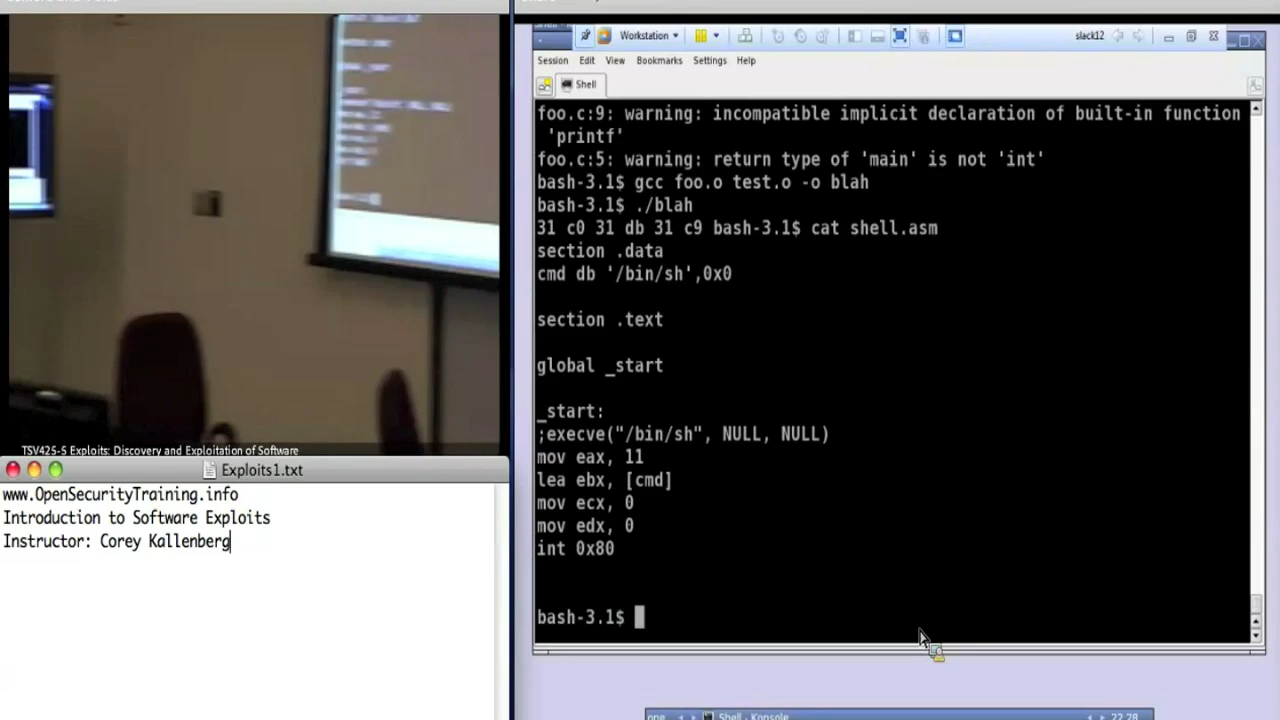 TSV425-5 Exploits: Discovery and Exploitation of Software
Exploits1.txt
www.OpenSecurityTraining.info
Introduction to Software Exploits
Instructor: Corey Kallenberg
Workstation
slack12
Session Edit View Bookmarks Settings Help
Shell
foo.c:9: warning: incompatible implicit declaration of built-in function
'printf'
foo.c:5: warning: return type of 'main' is not 'int'
bash-3.1$ gcc foo.o test.o -o blah
bash-3.1$ ./blah
31 c0 31 db 31 c9 bash-3.1$ cat shell.asm
section .data
cmd db '/bin/sh',0x0
section .text
global _start
_start:
;execve("/bin/sh", NULL, NULL)
mov eax, 11
lea ebx, [cmd]
mov ecx, 0
mov edx, 0
int 0x80
bash-3.1$
Shell - Konsole
22:28